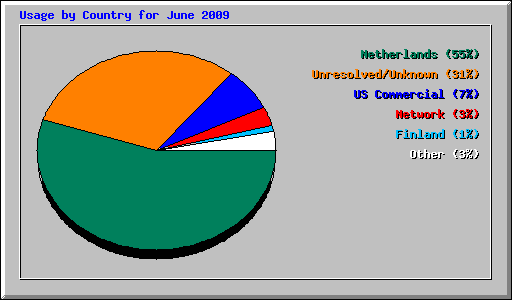 Usage by Country for June 2009
Netherlands (55%)
Unresolved/Unknown (31%)
US Commercial (7%)
Network (3%)
Finland (1%)
Other (3%)